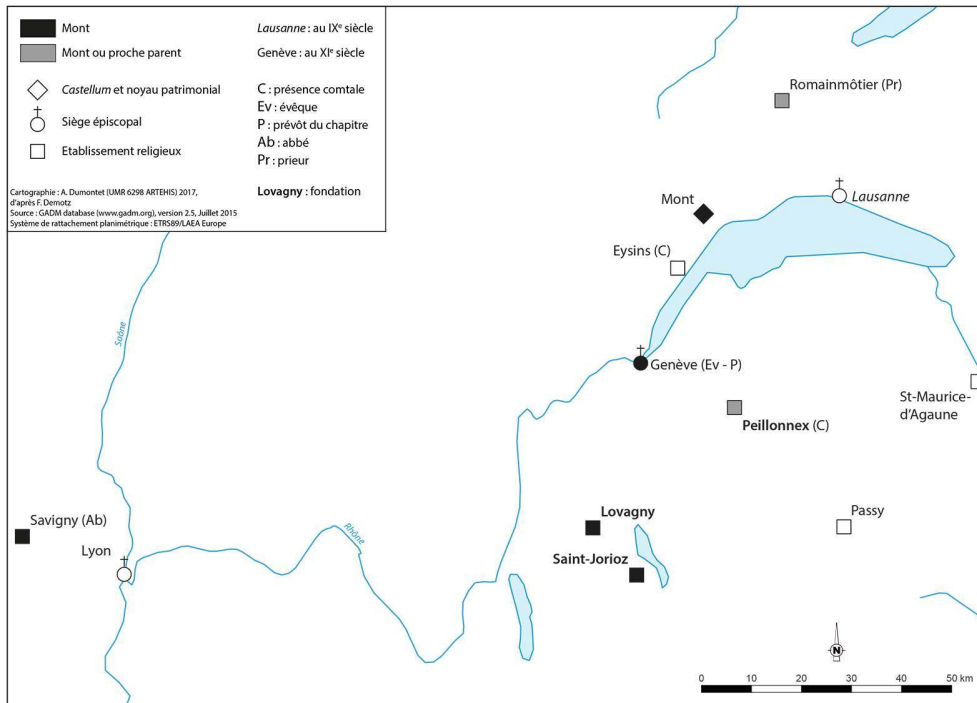 Mont
Mont ou proche parent
Castellum et noyau patrimonial
Siège épiscopal
Etablissement religieux
Lausanne : au IXᵉ siècle
Genève : au XIᵉ siècle
C : présence comtale
Ev : évêque
P : prévôt du chapitre
Ab : abbé
Pr : prieur
Lovagny : fondation
Cartographie : A. Dumontet (UMR 6298 ARTEHIS) 2017,
d'après F. Demotz
Source : GADM database (www.gadm.org), version 2.5, Juillet 2015
Système de rattachement planimétrique : ETRS89/LAEA Europe
Romainmôtier (Pr)
Lausanne
Mont
Eysins (C)
Saône
Genève (Ev - P)
St-Maurice-
d'Agaune
Peillonnex (C)
Savigny (Ab)
Lyon
Rhône
Lovagny
Saint-Jorioz
Passy
N
0 10 20 30 40 50 km